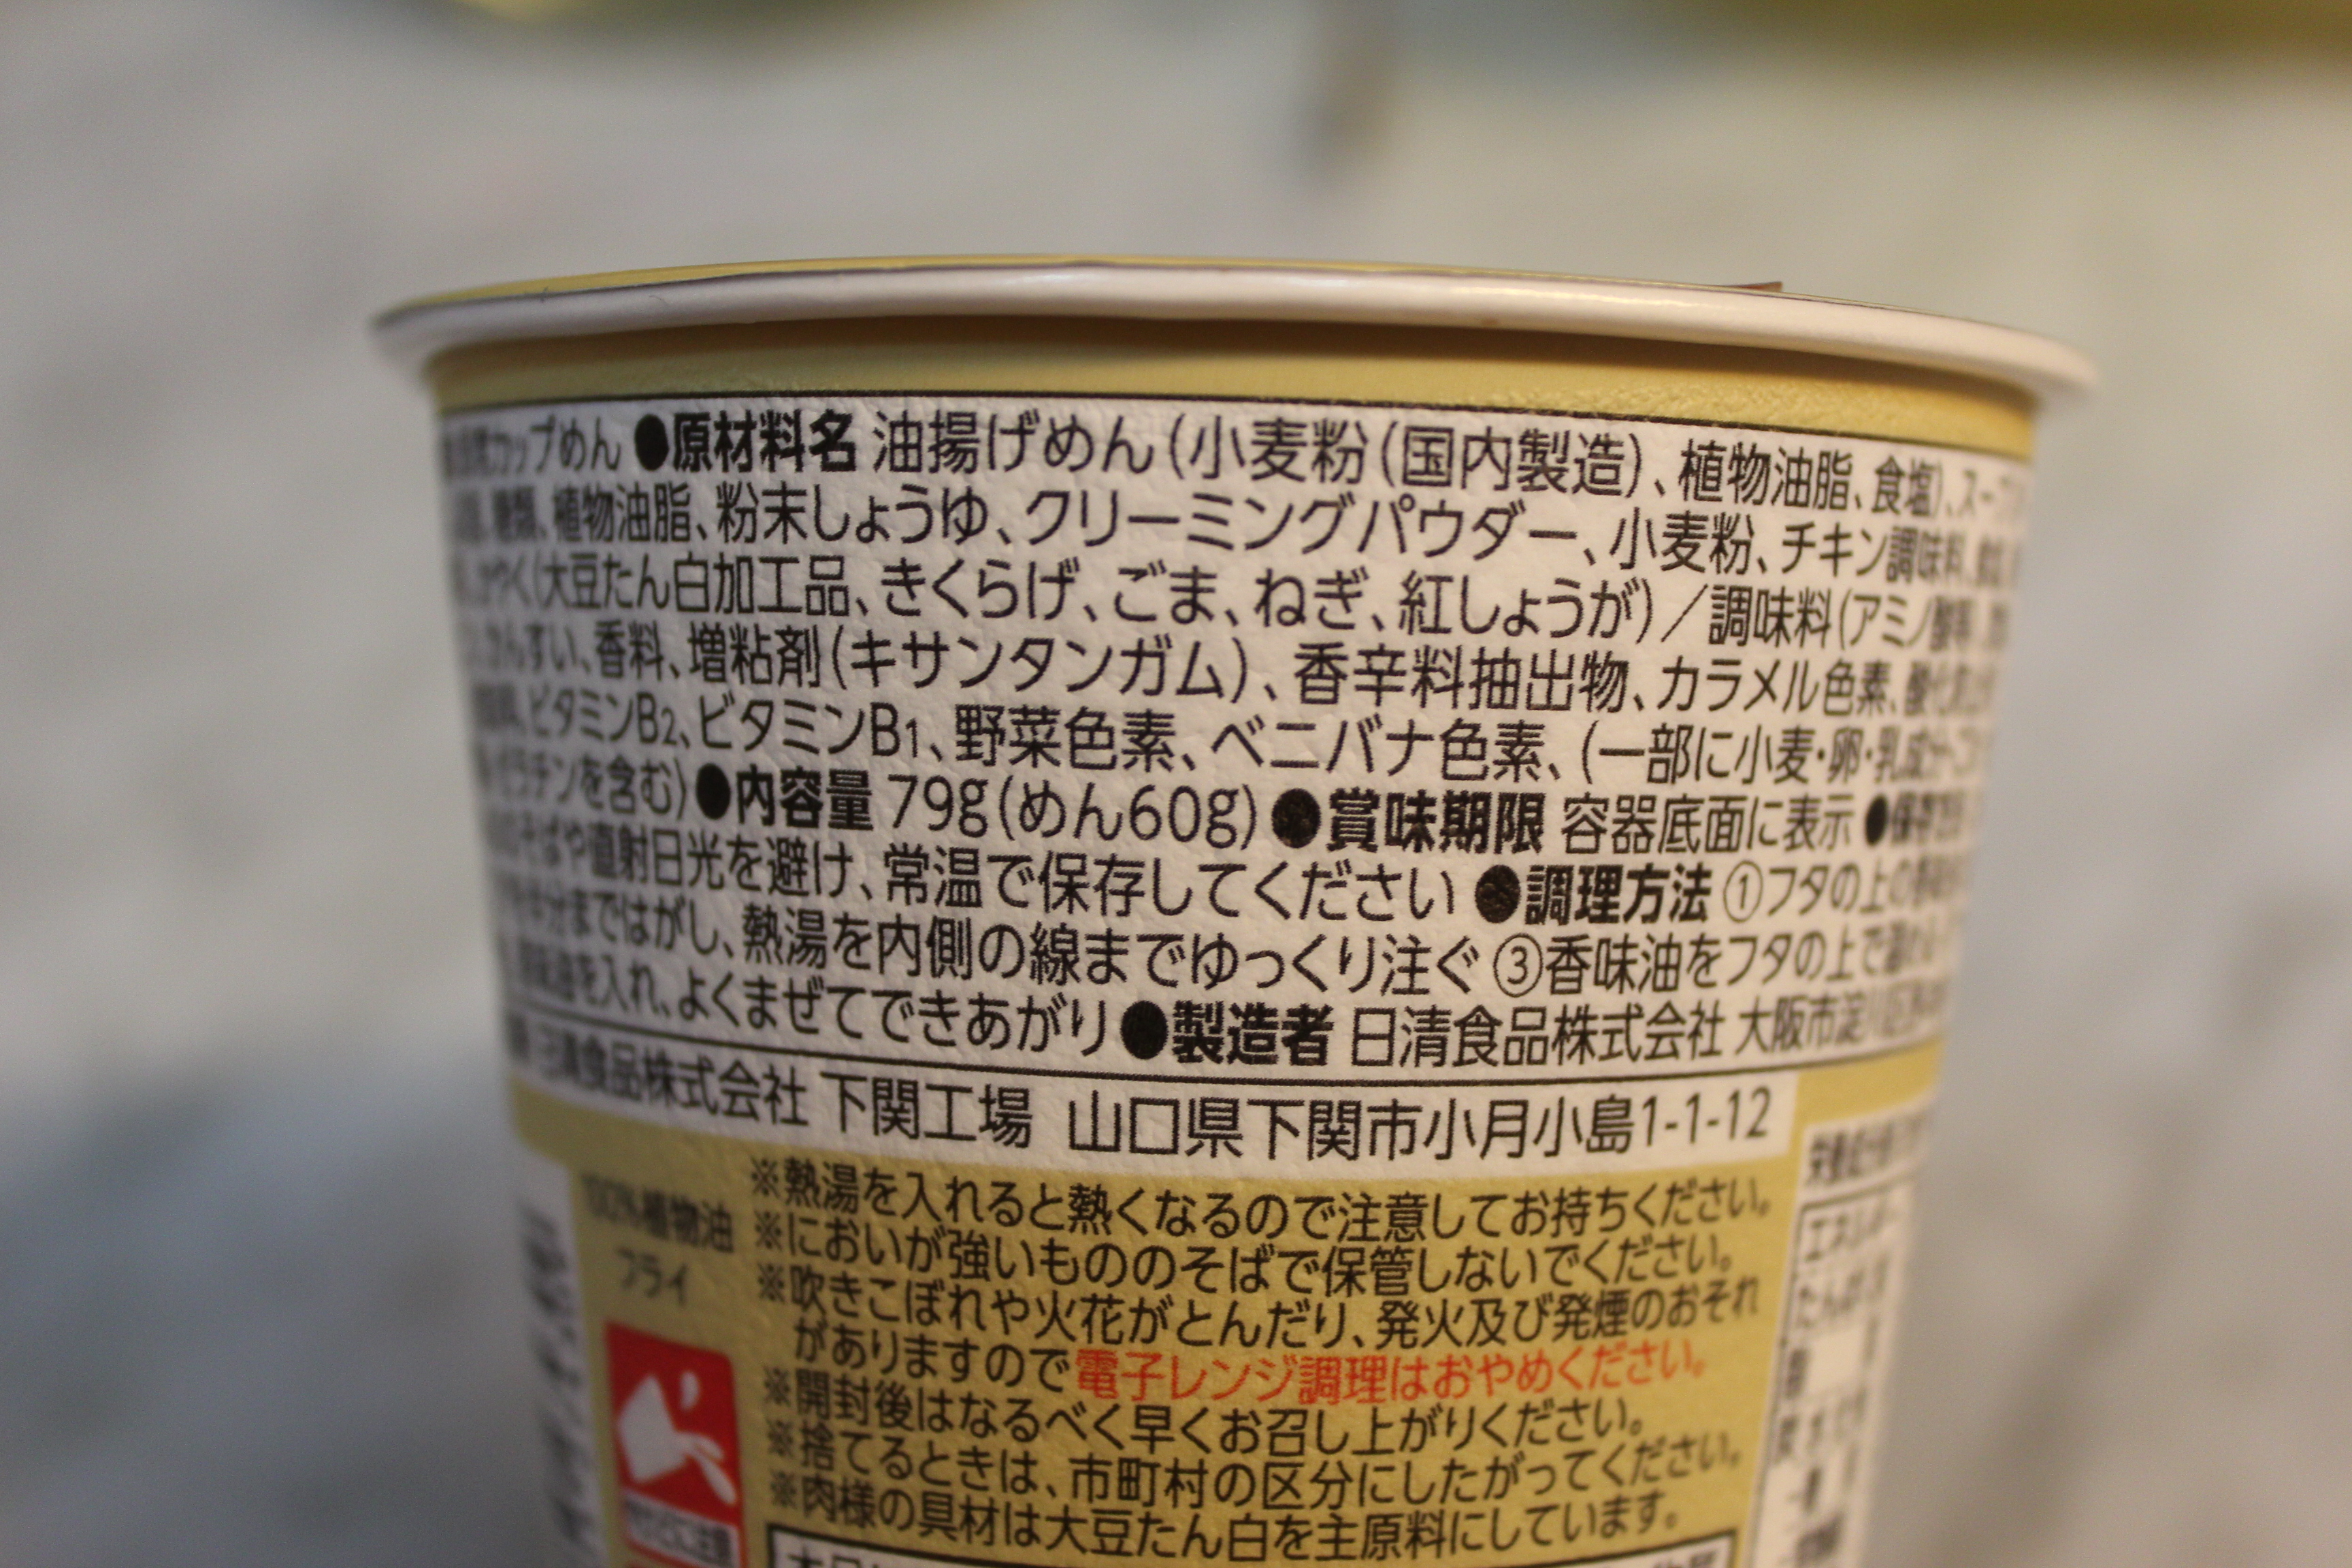 カップめん ●原材料名 油揚げめん(小麦粉(国内製造)、植物油脂、食塩)、スープ
糖類、植物油脂、粉末しょうゆ、クリーミングパウダー、小麦粉、チキン調味料、
かやく(大豆たん白加工品、きくらげ、ごま、ねぎ、紅しょうが)／調味料(アミノ酸等)
かんすい、香料、増粘剤(キサンタンガム)、香辛料抽出物、カラメル色素、
ビタミンB2、ビタミンB1、野菜色素、ベニバナ色素、(一部に小麦・卵・乳成分・
ゼラチンを含む) ●内容量 79g(めん60g) ●賞味期限 容器底面に表示 ●保存方法
のそばや直射日光を避け、常温で保存してください ●調理方法 ①フタの上の
まではがし、熱湯を内側の線までゆっくり注ぐ ③香味油をフタの上で
油を入れ、よくまぜてできあがり ●製造者 日清食品株式会社 大阪市淀川区
日清食品株式会社 下関工場 山口県下関市小月小島1-1-12
100%植物油
フライ
※熱湯を入れると熱くなるので注意してお持ちください。
※においが強いもののそばで保管しないでください。
※吹きこぼれや火花がとんだり、発火及び発煙のおそれ
がありますので電子レンジ調理はおやめください。
※開封後はなるべく早くお召し上がりください。
※捨てるときは、市町村の区分にしたがってください。
※肉様の具材は大豆たん白を主原料にしています。
やけどに注意